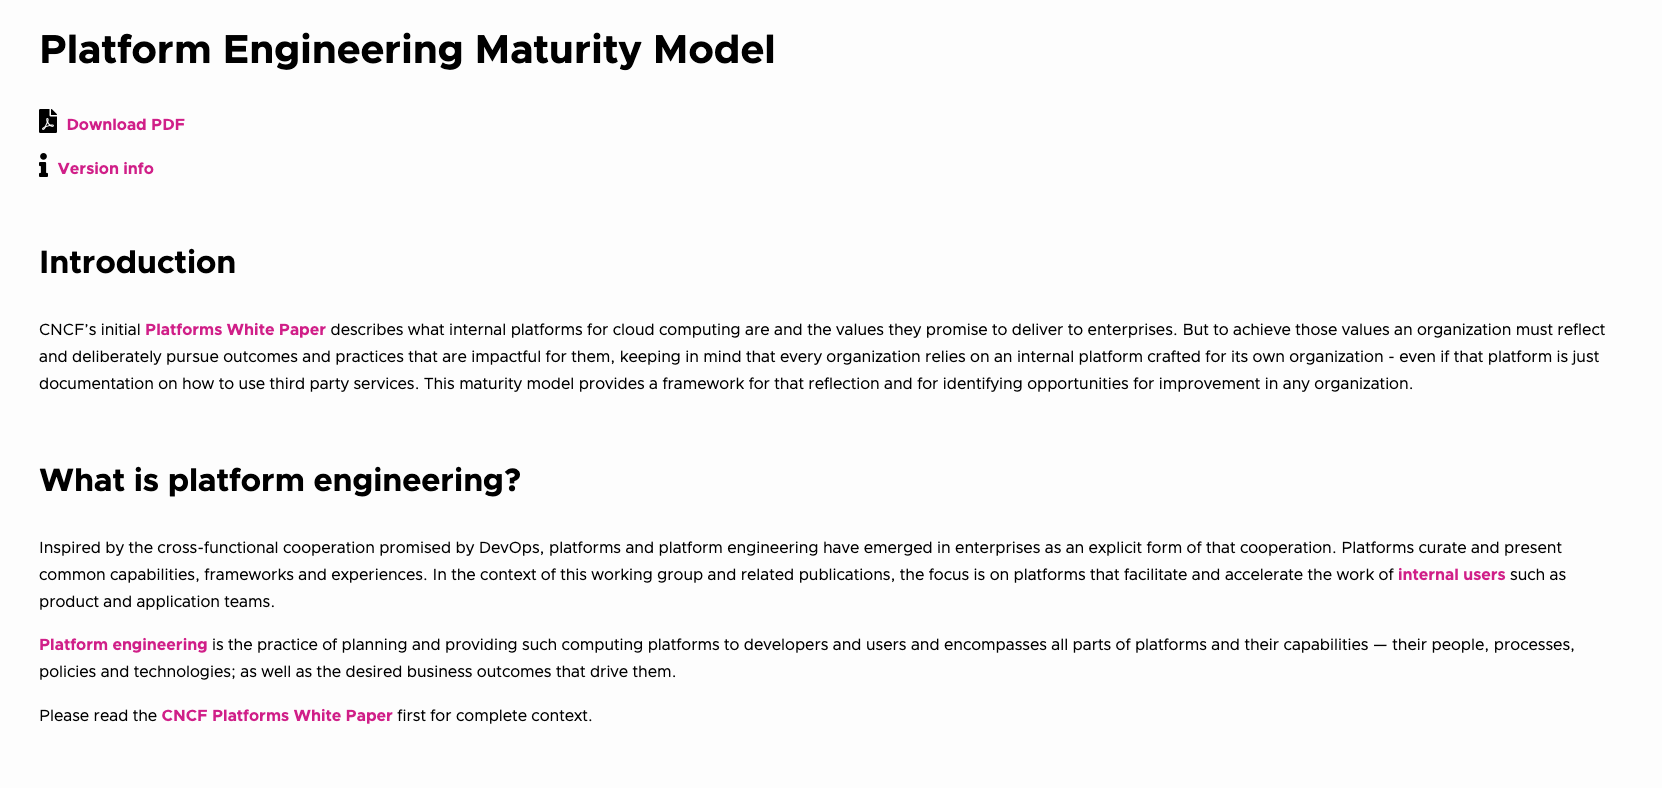 Platform Engineering Maturity Model
Download PDF
Version info
Introduction
CNCF's initial Platforms White Paper describes what internal platforms for cloud computing are and the values they promise to deliver to enterprises. But to achieve those values an organization must reflect
and deliberately pursue outcomes and practices that are impactful for them, keeping in mind that every organization relies on an internal platform crafted for its own organization - even if that platform is just
documentation on how to use third party services. This maturity model provides a framework for that reflection and for identifying opportunities for improvement in any organization.
What is platform engineering?
Inspired by the cross-functional cooperation promised by DevOps, platforms and platform engineering have emerged in enterprises as an explicit form of that cooperation. Platforms curate and present
common capabilities, frameworks and experiences. In the context of this working group and related publications, the focus is on platforms that facilitate and accelerate the work of internal users such as
product and application teams.
Platform engineering is the practice of planning and providing such computing platforms to developers and users and encompasses all parts of platforms and their capabilities — their people, processes,
policies and technologies; as well as the desired business outcomes that drive them.
Please read the CNCF Platforms White Paper first for complete context.